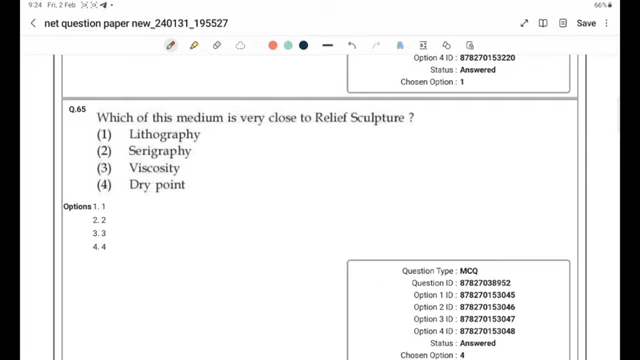 9:24 Fri, 2 Feb
66%
net question paper new_240131_195527
Save
Option 4 ID : 878270153220
Status : Answered
Chosen Option : 1
Q.65
Which of this medium is very close to Relief Sculpture ?
(1) Lithography
(2) Serigraphy
(3) Viscosity
(4) Dry point
Options 1. 1
2. 2
3. 3
4. 4
Question Type : MCQ
Question ID : 87827038952
Option 1 ID : 878270153045
Option 2 ID : 878270153046
Option 3 ID : 878270153047
Option 4 ID : 878270153048
Status : Answered
Chosen Option : 4